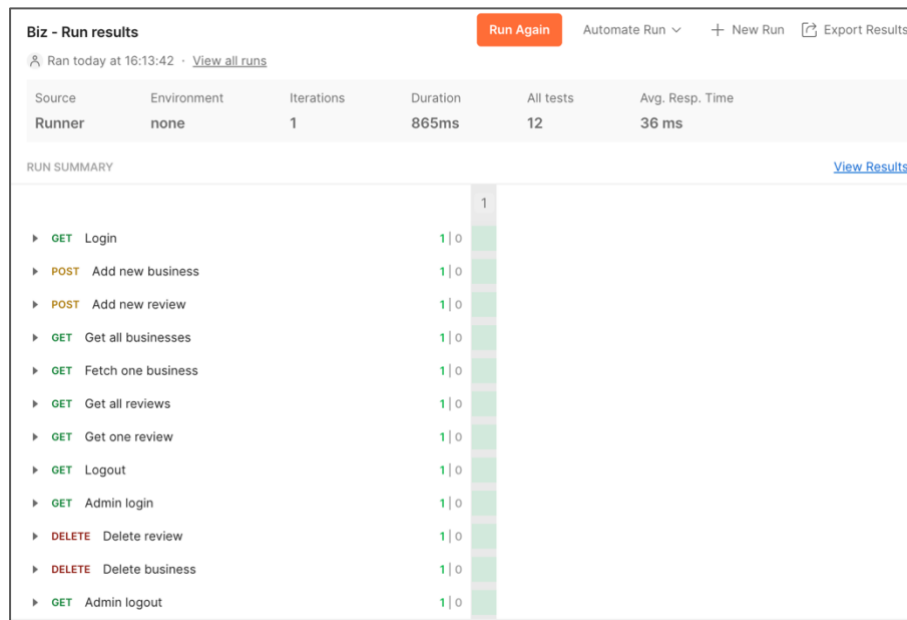 Biz - Run results
Run Again Automate Run + New Run Export Results
Ran today at 16:13:42 · View all runs
Source Environment Iterations Duration All tests Avg. Resp. Time
Runner none 1 865ms 12 36 ms
RUN SUMMARY View Results
1
GET Login 1 | 0
POST Add new business 1 | 0
POST Add new review 1 | 0
GET Get all businesses 1 | 0
GET Fetch one business 1 | 0
GET Get all reviews 1 | 0
GET Get one review 1 | 0
GET Logout 1 | 0
GET Admin login 1 | 0
DELETE Delete review 1 | 0
DELETE Delete business 1 | 0
GET Admin logout 1 | 0